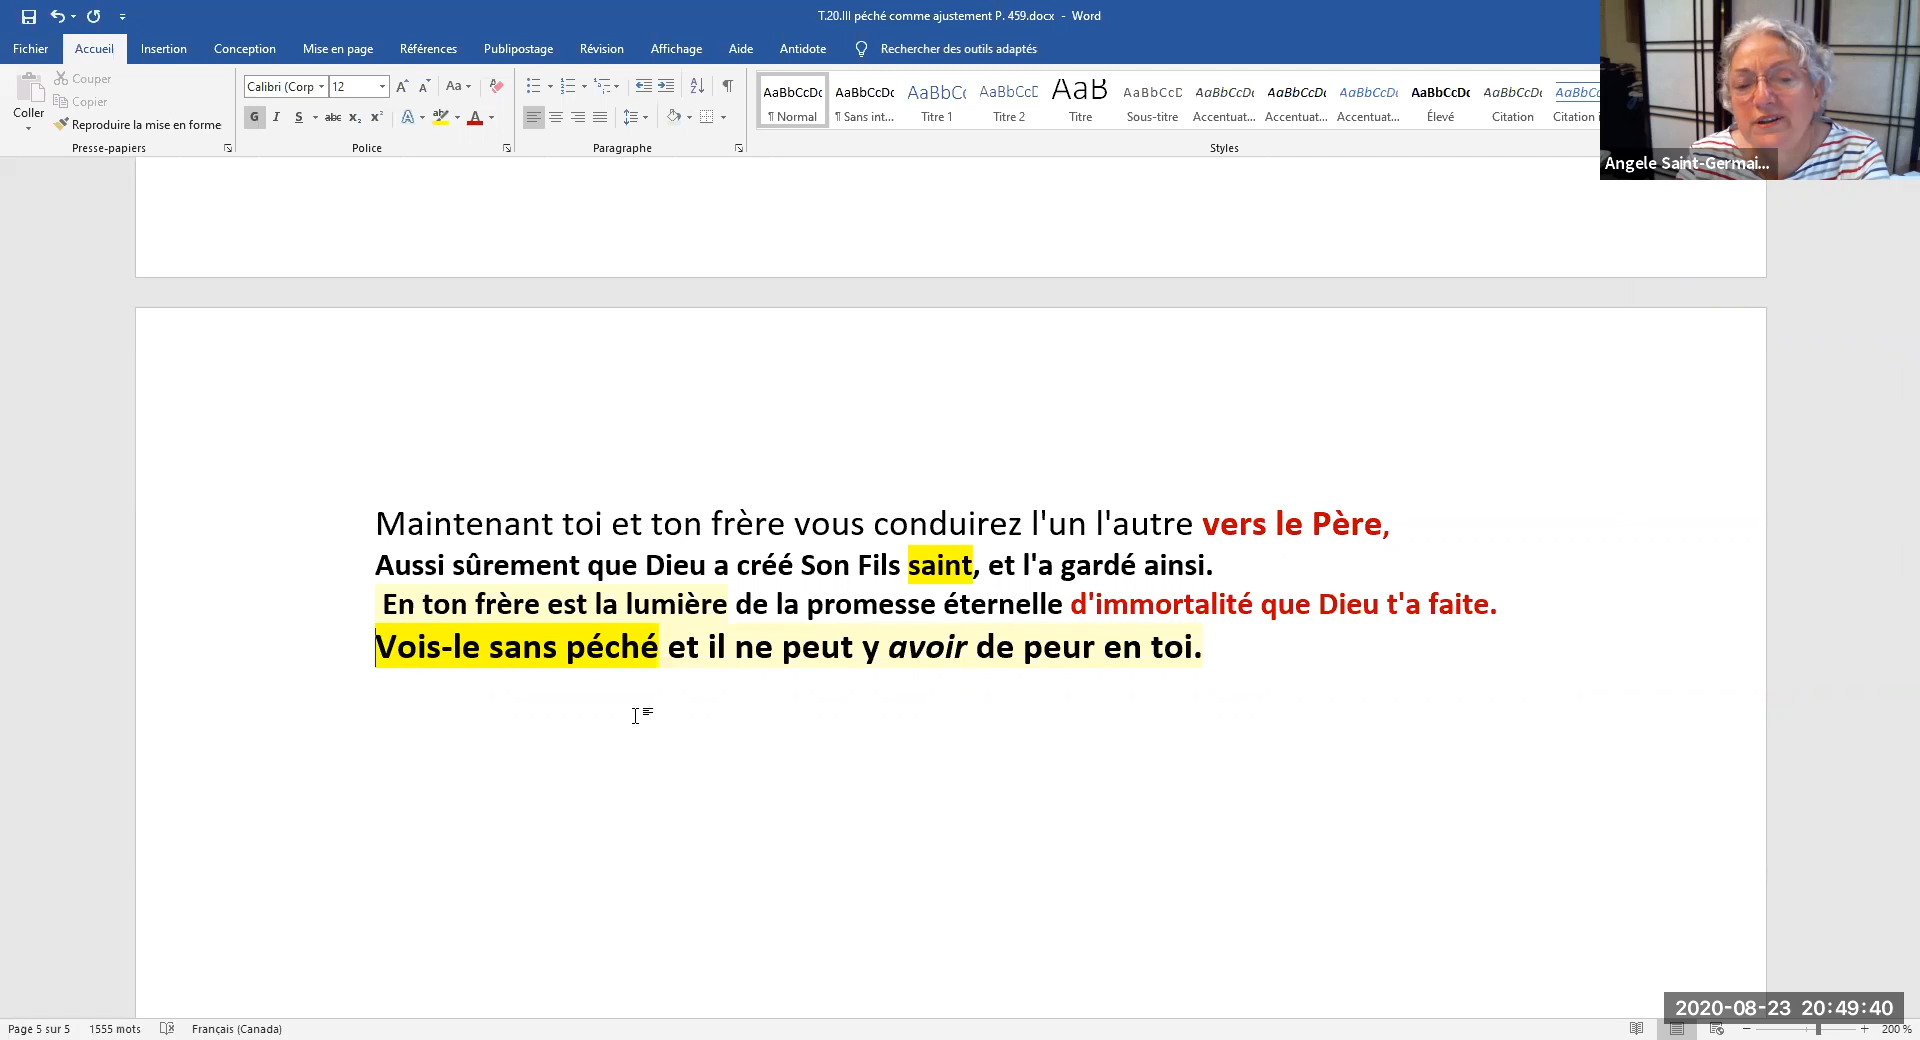 T.20.III péché comme ajustement P. 459.docx - Word
Fichier Accueil Insertion Conception Mise en page Références Publipostage Révision Affichage Aide Antidote Rechercher des outils adaptés
Coller
Couper
Copier
Reproduire la mise en forme
Presse-papiers
Calibri (Corp 12
G I S abc x₂ x²
Police
Paragraphe
AaBbCcDc AaBbCcDc AaBbCc AaBbCcD AaB AaBbCcD AaBbCcDc AaBbCcDc AaBbCcDc AaBbCcDc AaBbCcDc AaBbCcD
¶ Normal ¶ Sans int... Titre 1 Titre 2 Titre Sous-titre Accentuat... Accentuat... Accentuat... Élevé Citation Citation i
Styles
Angele Saint-Germai...
Maintenant toi et ton frère vous conduirez l'un l'autre vers le Père,
Aussi sûrement que Dieu a créé Son Fils saint, et l'a gardé ainsi.
En ton frère est la lumière de la promesse éternelle d'immortalité que Dieu t'a faite.
Vois-le sans péché et il ne peut y avoir de peur en toi.
2020-08-23 20:49:40
Page 5 sur 5 1555 mots Français (Canada) 200 %